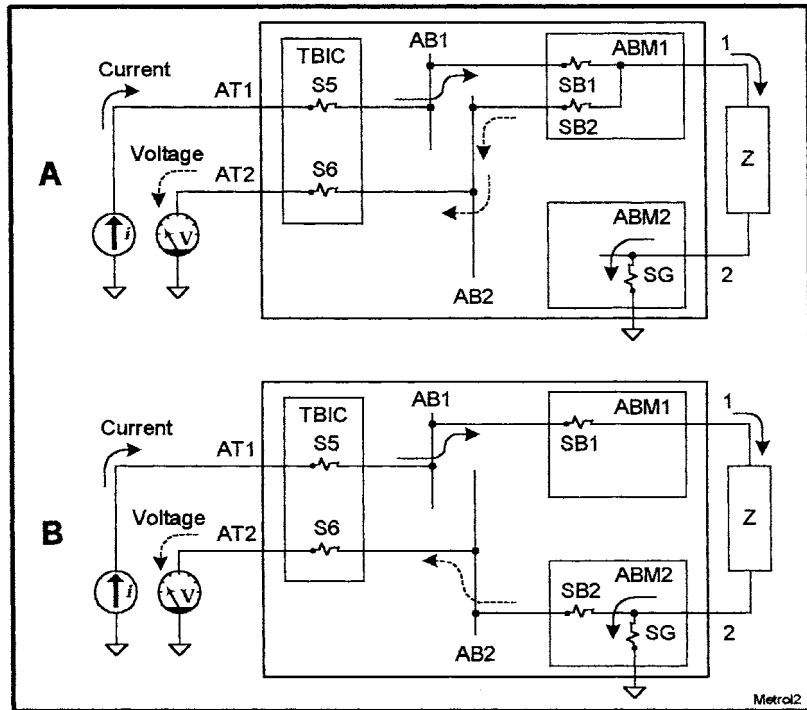 AB1
ABM1
1
TBIC
Current
AT1
S5
SB1
SB2
Voltage
A
AT2
S6
Z
i
V
ABM2
SG
2
AB2
AB1
ABM1
1
TBIC
Current
AT1
S5
SB1
Voltage
B
AT2
S6
Z
i
V
SB2
ABM2
SG
2
AB2
Metrol2